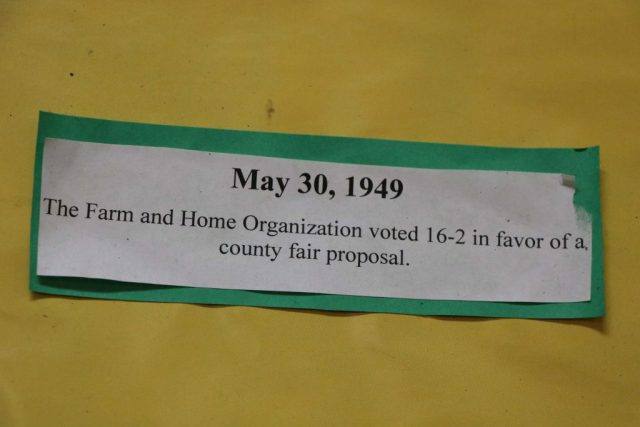 May 30, 1949
The Farm and Home Organization voted 16-2 in favor of a
county fair proposal.